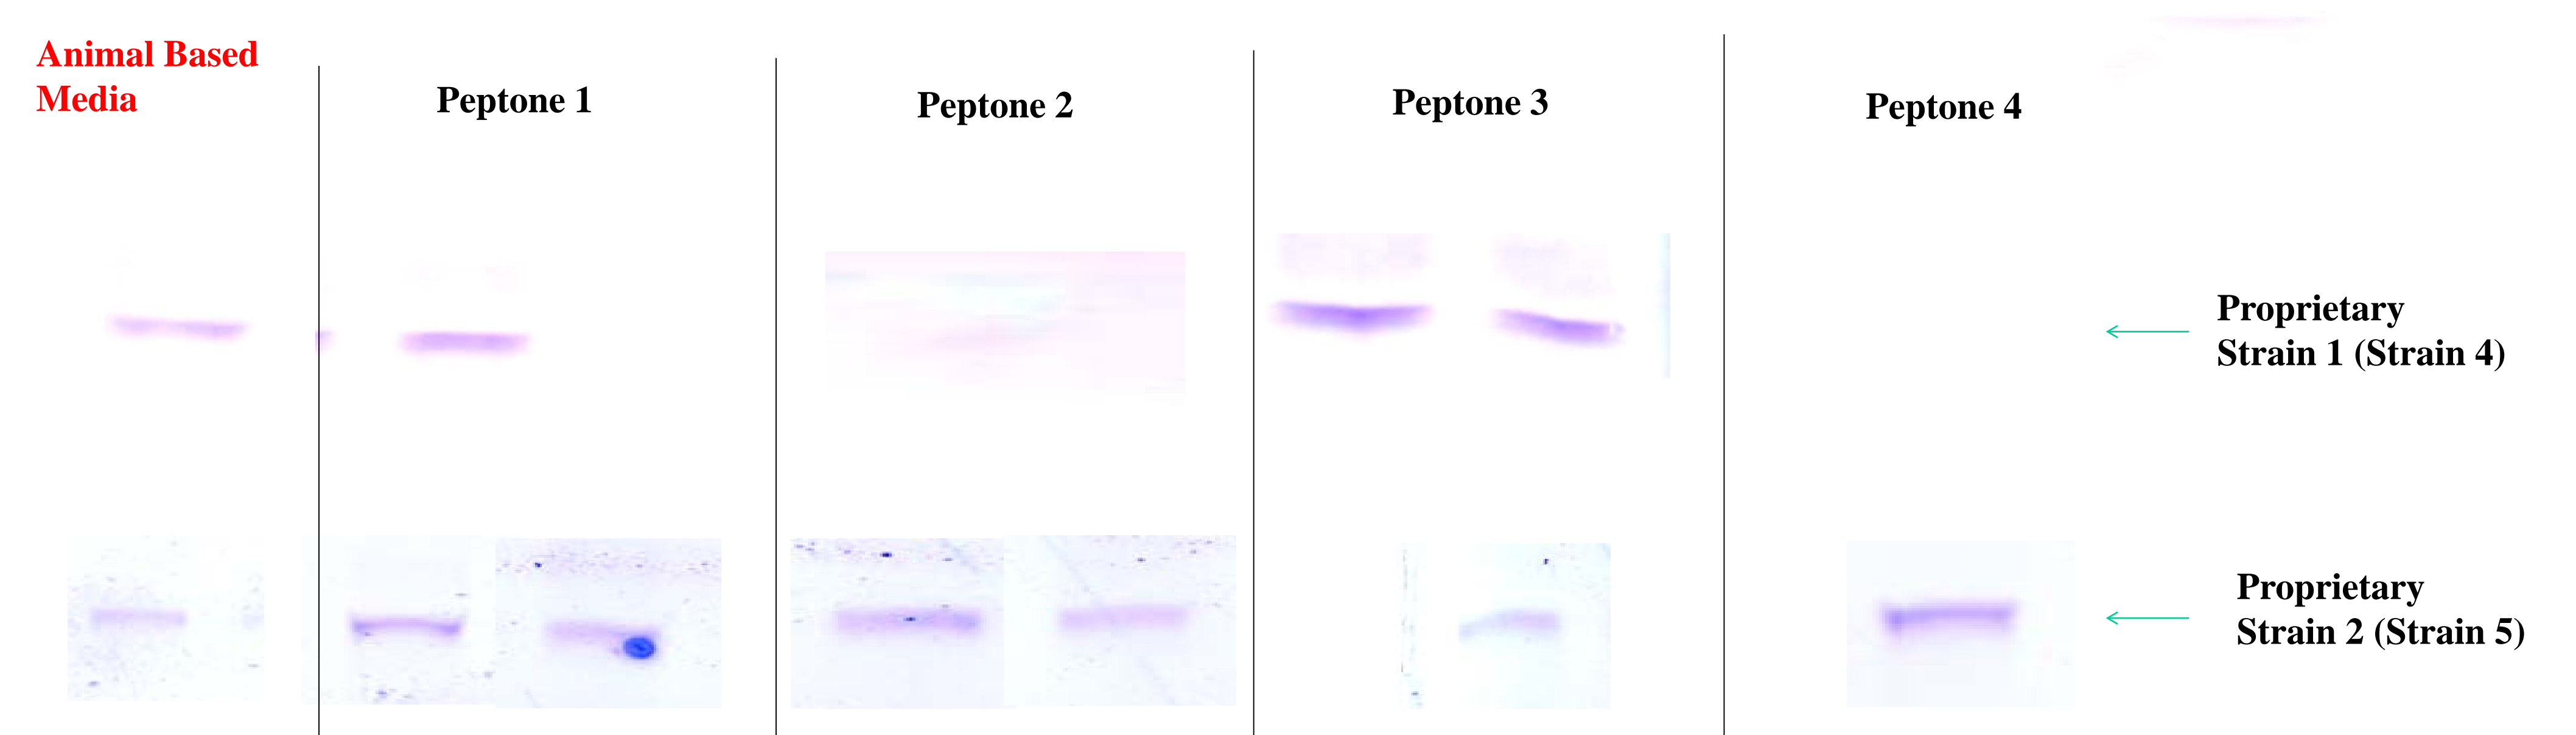 Animal Based
Media
Peptone 1
Peptone 2
Peptone 3
Peptone 4
Proprietary
Strain 1 (Strain 4)
Proprietary
Strain 2 (Strain 5)